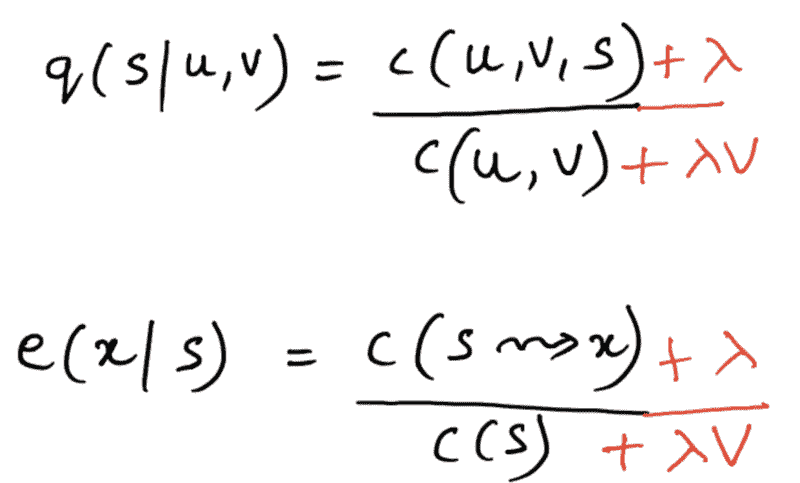 q(s|u,v) = c(u,v,s) + λ
c(u,v) + λV
e(x|s) = c(s ⇝ x) + λ
c(s) + λV